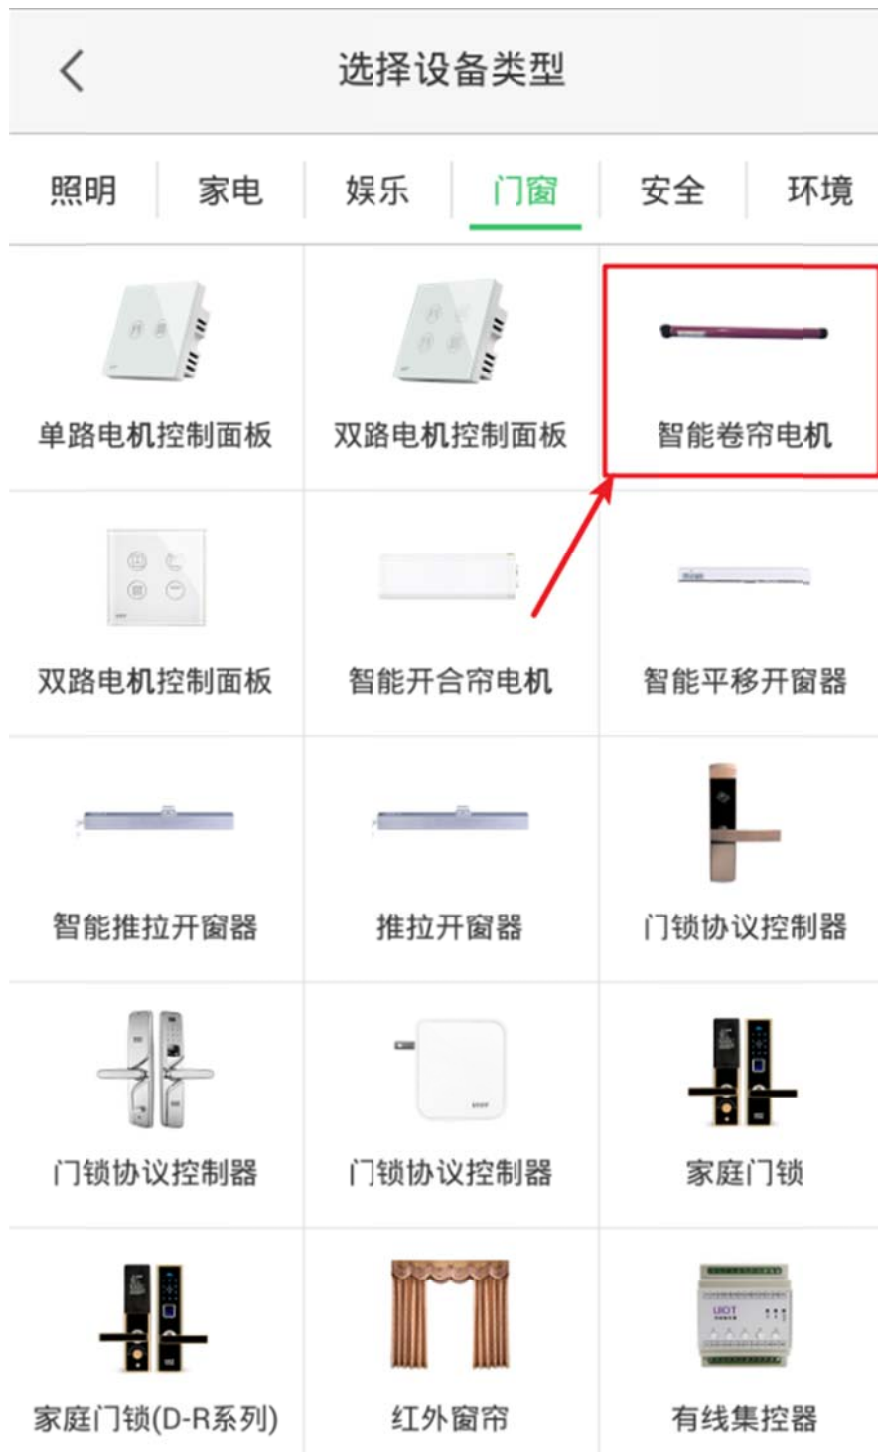 选择设备类型
照明 家电 娱乐 门窗 安全 环境
单路电机控制面板 双路电机控制面板 智能卷帘电机
双路电机控制面板 智能开合帘电机 智能平移开窗器
智能推拉开窗器 推拉开窗器 门锁协议控制器
门锁协议控制器 门锁协议控制器 家庭门锁
UIOT
家庭门锁(D-R系列) 红外窗帘 有线集控器